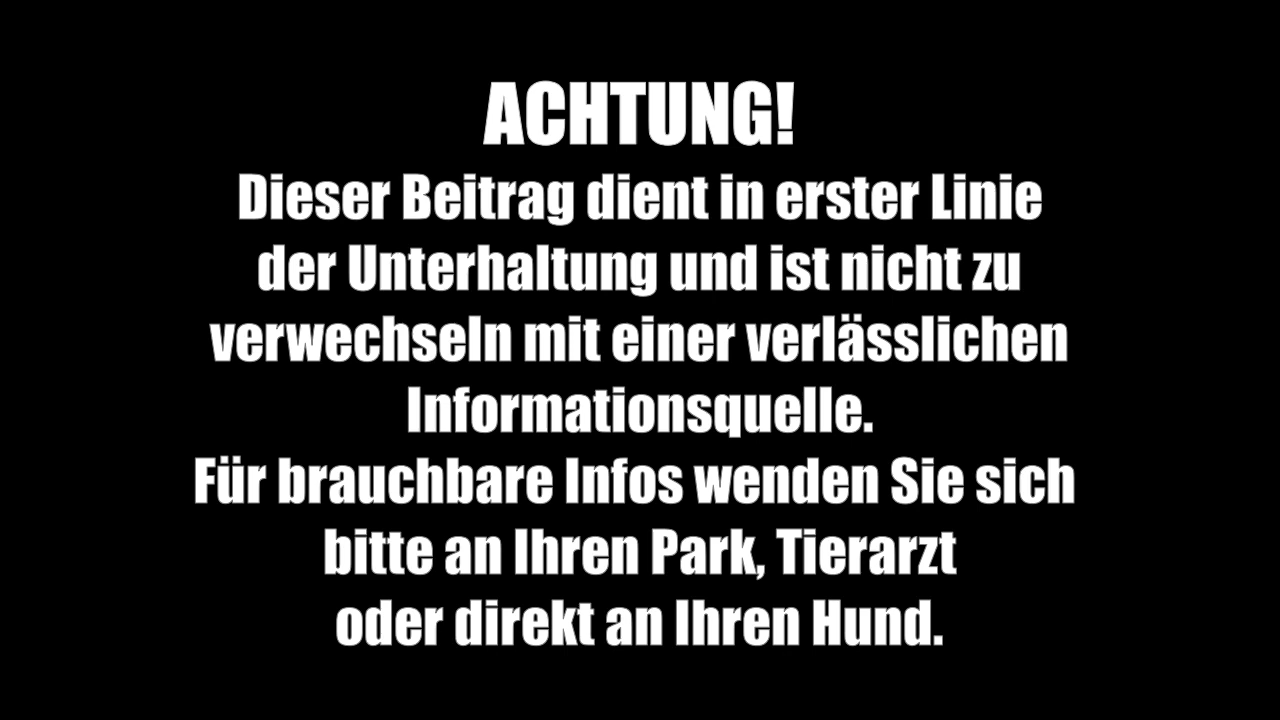 ACHTUNG!
Dieser Beitrag dient in erster Linie
der Unterhaltung und ist nicht zu
verwechseln mit einer verlässlichen
Informationsquelle.
Für brauchbare Infos wenden Sie sich
bitte an Ihren Park, Tierarzt
oder direkt an Ihren Hund.